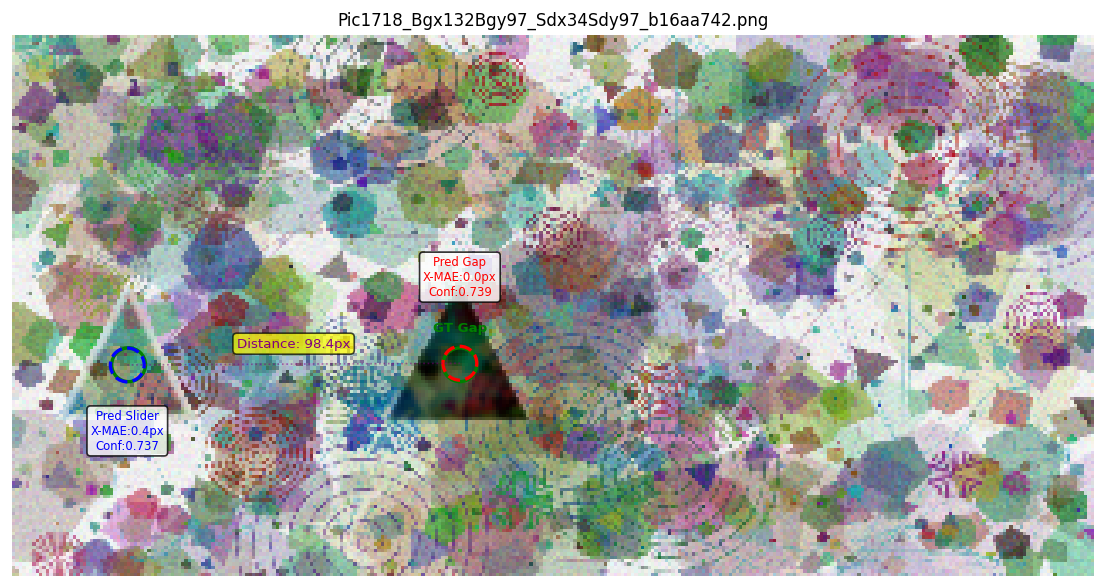 Pic1718_Bgx132Bgy97_Sdx34Sdy97_b16aa742.png
Pred Gap
X-MAE:0.0px
Conf:0.739
GT Gap
Distance: 98.4px
Pred Slider
X-MAE:0.4px
Conf:0.737